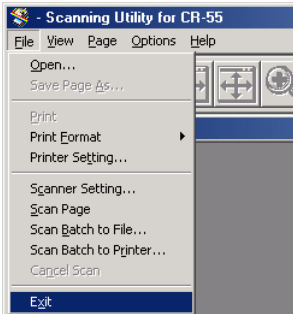 - Scanning Utility for CR-55
File View Page Options Help
Open...
Save Page As...
Print
Print Format
Printer Setting...
Scanner Setting...
Scan Page
Scan Batch to File...
Scan Batch to Printer...
Cancel Scan
Exit